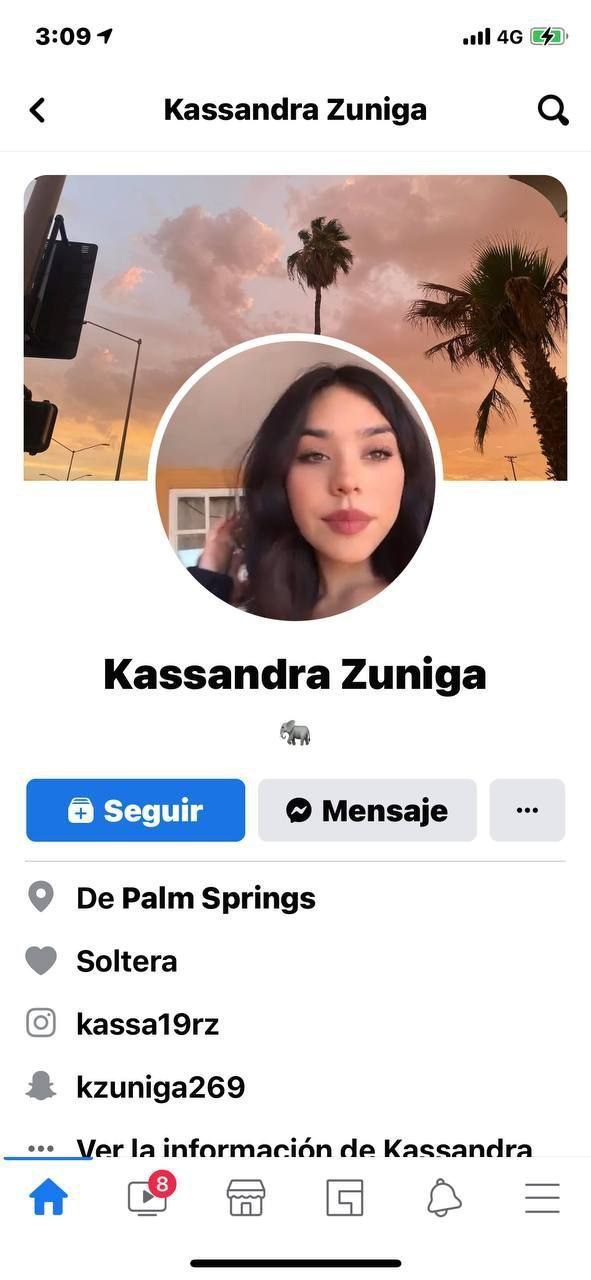 3:09
4G
Kassandra Zuniga
Kassandra Zuniga
Seguir
Mensaje
De Palm Springs
Soltera
kassa19rz
kzuniga269
Ver la información de Kassandra
8